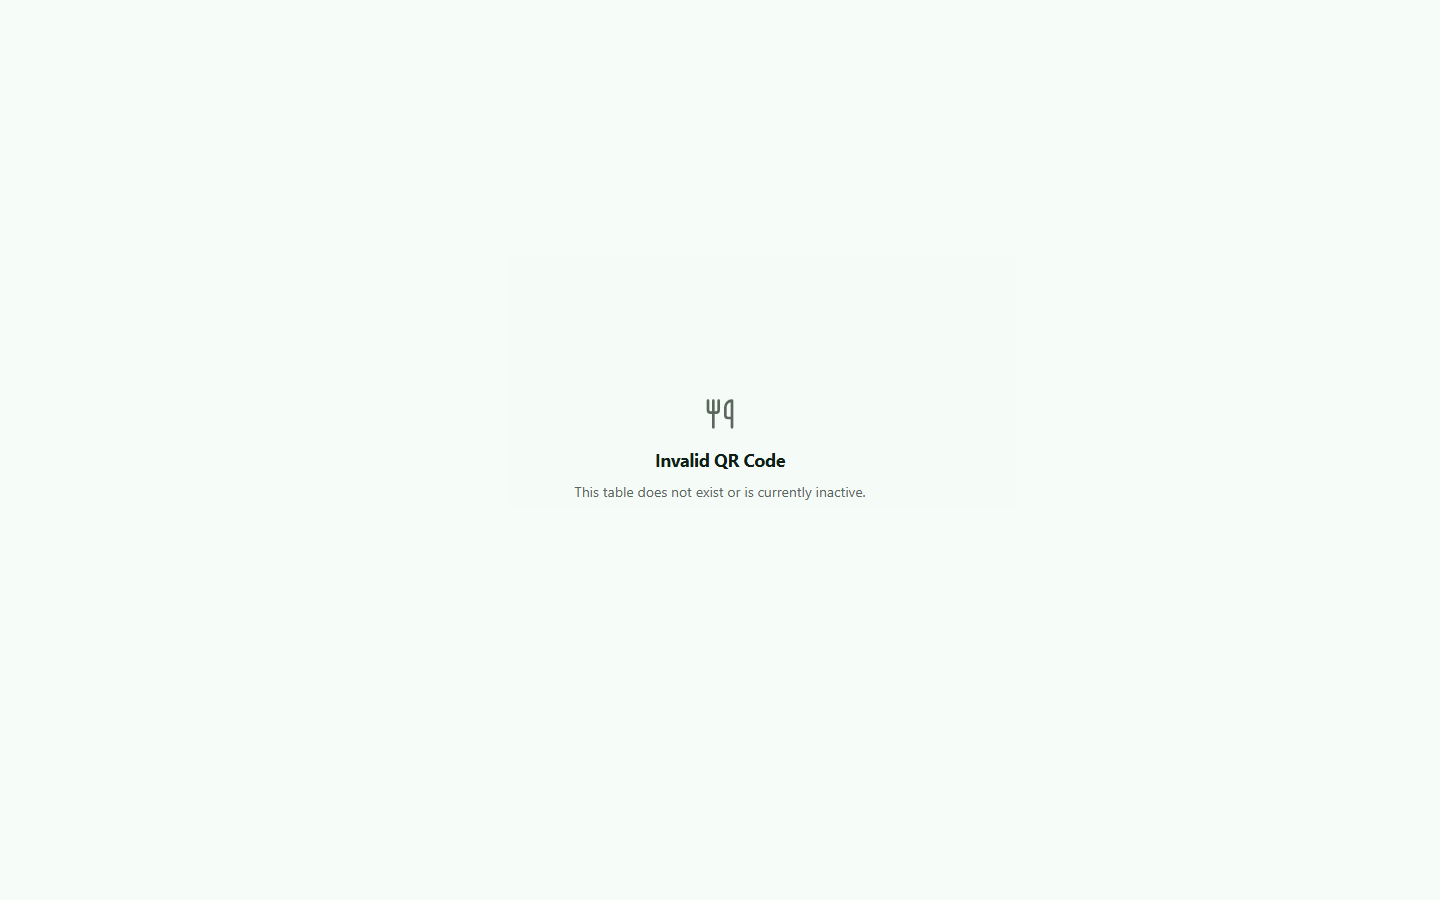 Invalid QR Code
This table does not exist or is currently inactive.